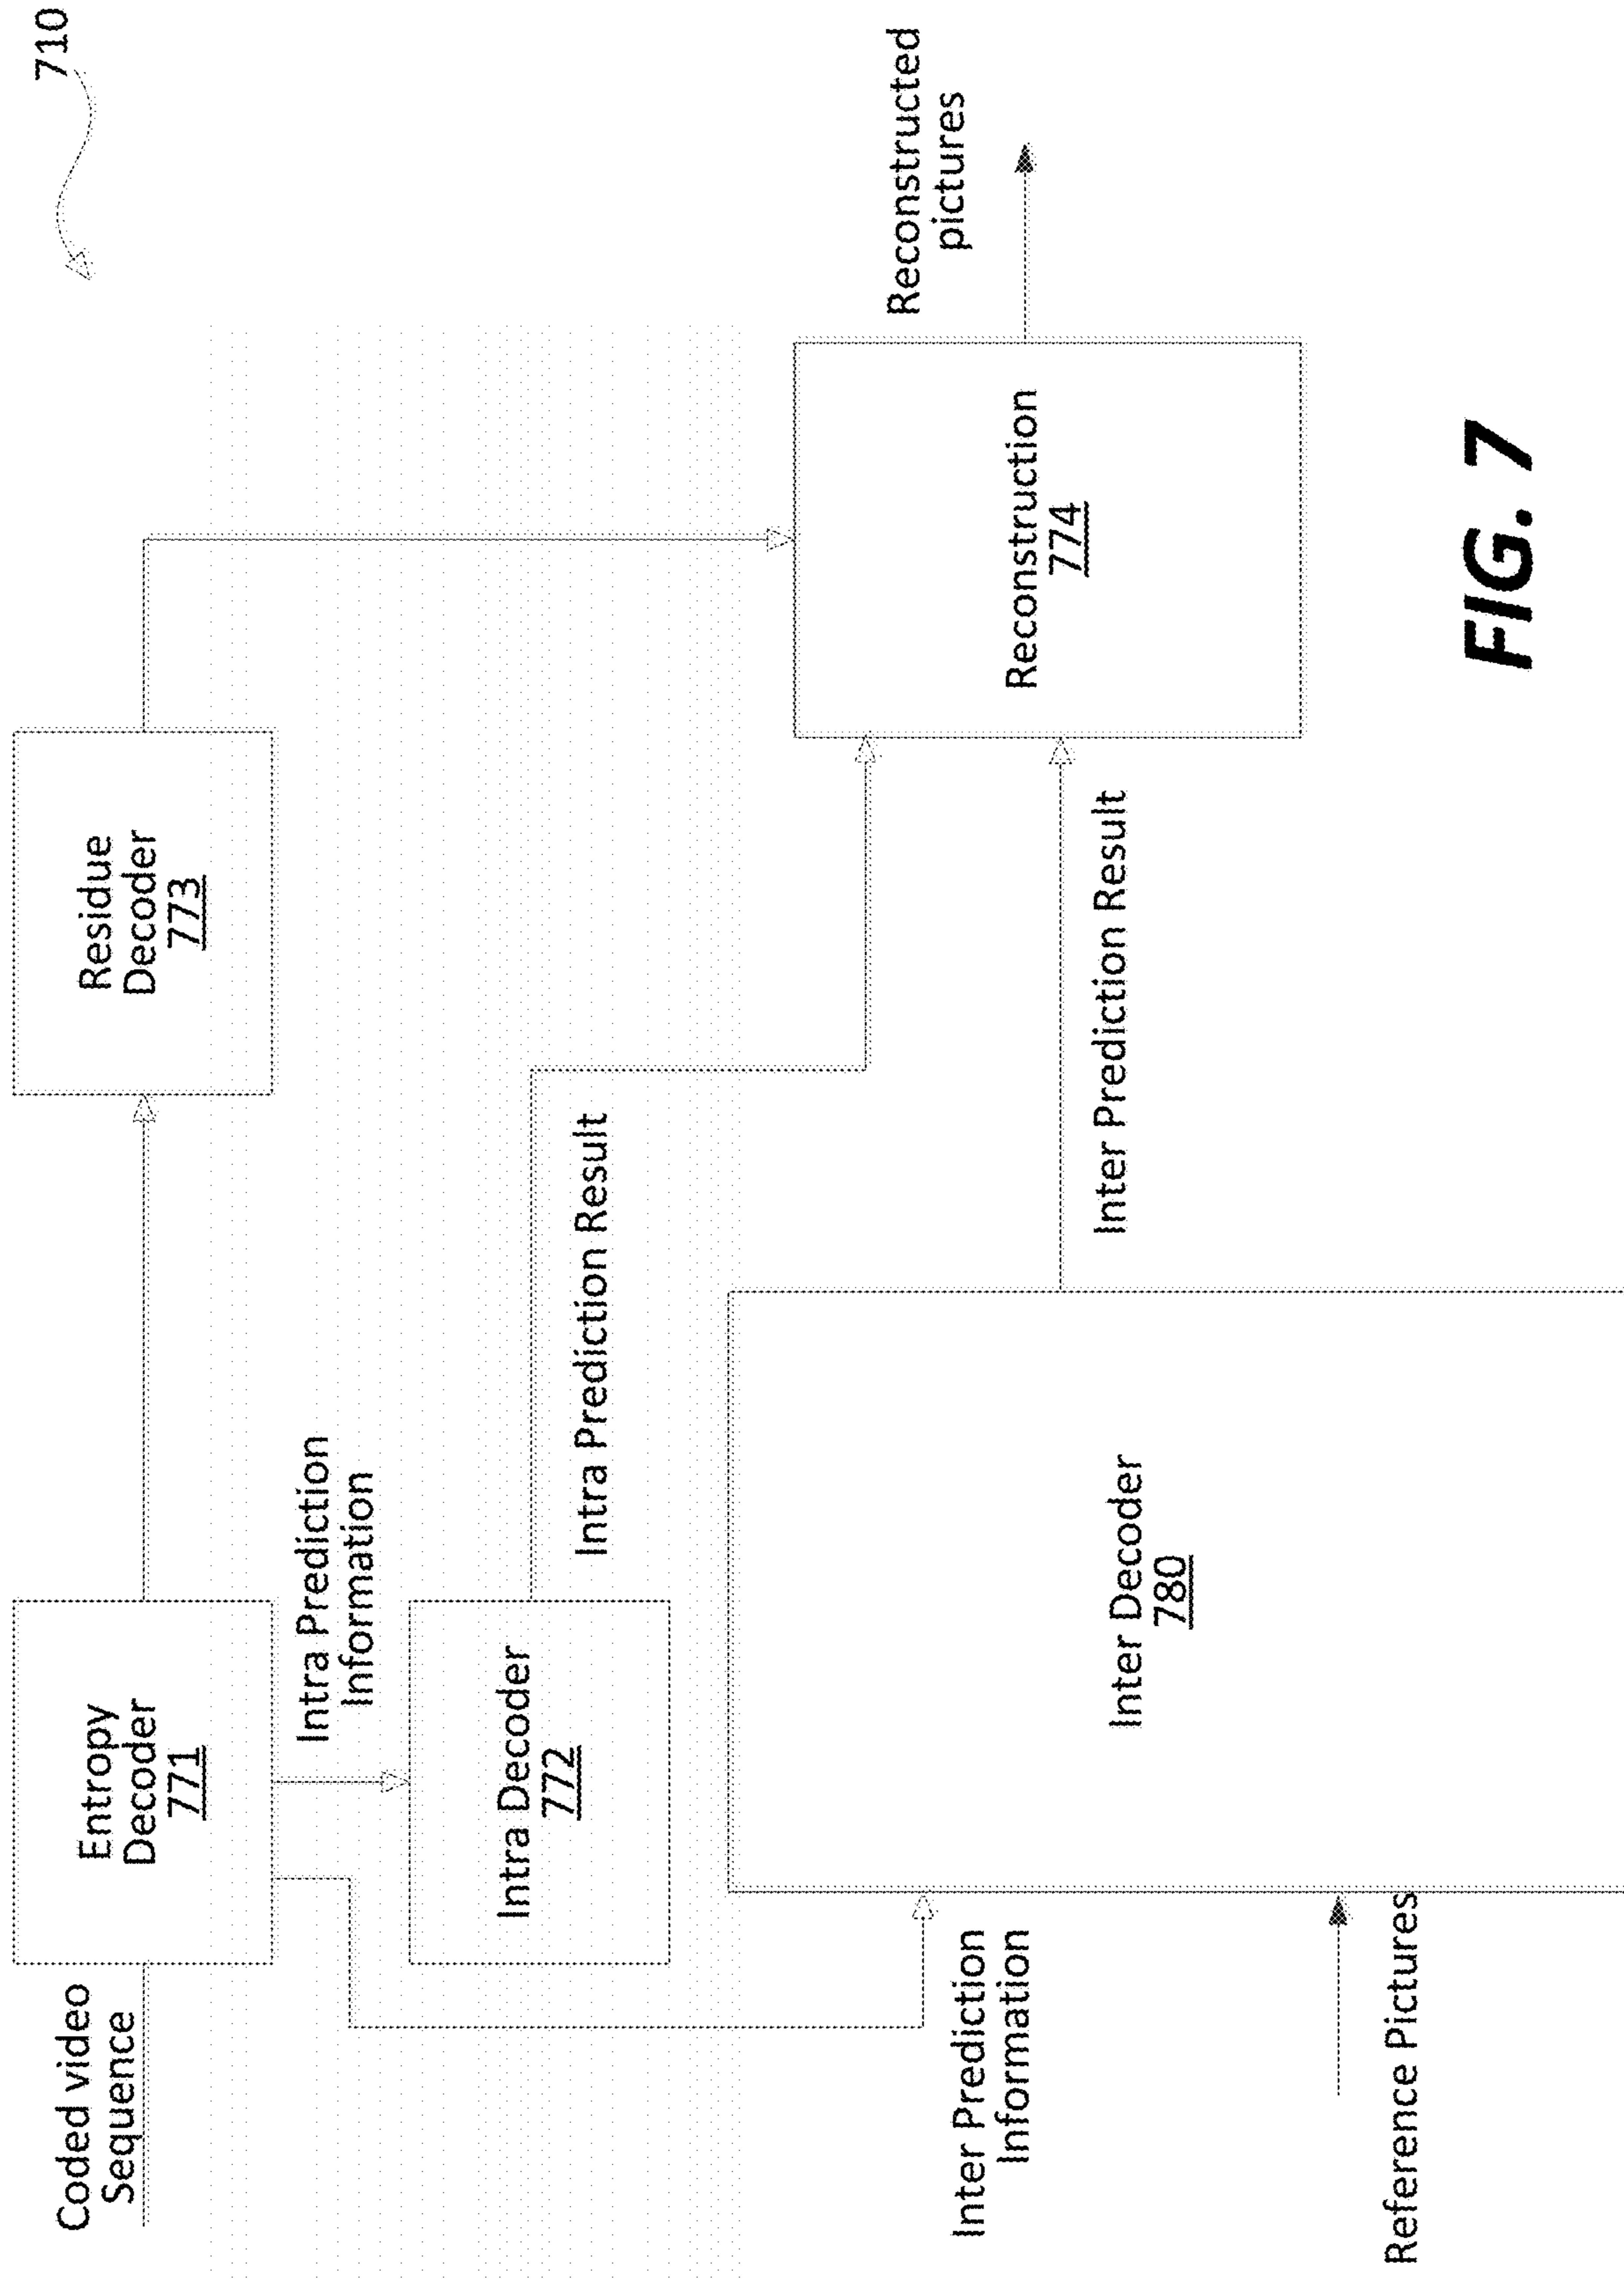 710
Coded video
Sequence
Entropy
Decoder
771
Residue
Decoder
773
Intra Prediction
Information
Intra Decoder
772
Intra Prediction Result
Inter Prediction
Information
Reference Pictures
Inter Decoder
780
Inter Prediction Result
Reconstruction
774
Reconstructed
pictures
FIG. 7